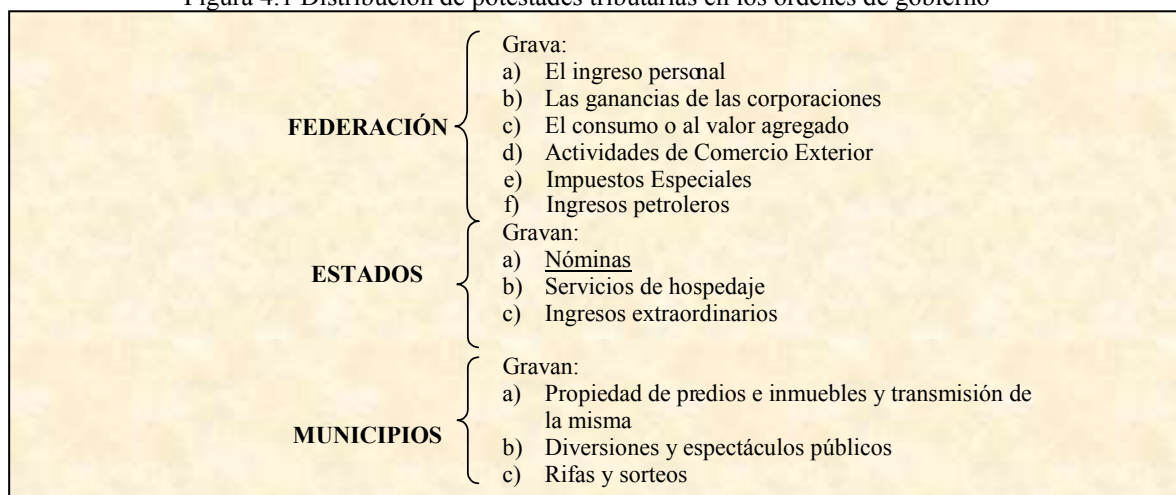 Figura 4.1 Distribución de potestades tributarias en los órdenes de gobierno
FEDERACIÓN
Grava:
a) El ingreso personal
b) Las ganancias de las corporaciones
c) El consumo o al valor agregado
d) Actividades de Comercio Exterior
e) Impuestos Especiales
f) Ingresos petroleros
ESTADOS
Gravan:
a) Nóminas
b) Servicios de hospedaje
c) Ingresos extraordinarios
MUNICIPIOS
Gravan:
a) Propiedad de predios e inmuebles y transmisión de
la misma
b) Diversiones y espectáculos públicos
c) Rifas y sorteos